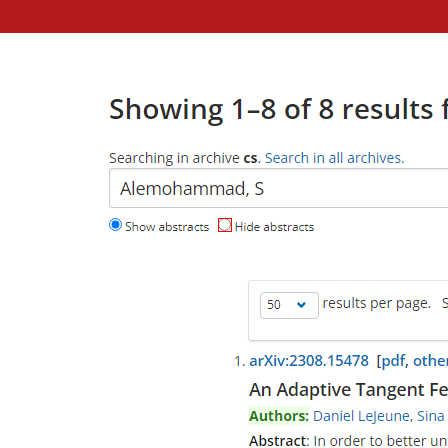 Showing 1–8 of 8 results f
Searching in archive cs. Search in all archives.
Alemohammad, S
Show abstracts Hide abstracts
50 results per page. S
1. arXiv:2308.15478 [pdf, other
An Adaptive Tangent Fe
Authors: Daniel LeJeune, Sina
Abstract: In order to better un